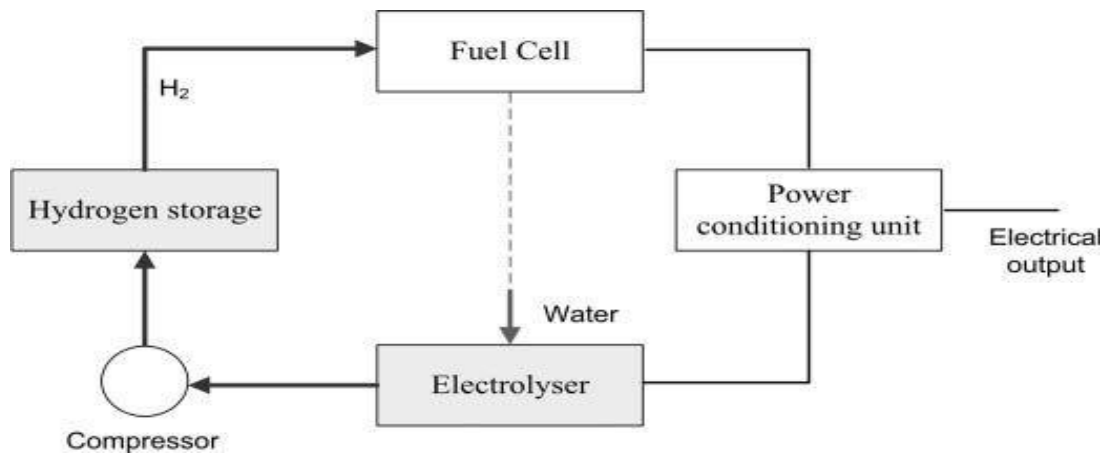 Fuel Cell
H₂
Hydrogen storage
Power
conditioning unit
Electrical
output
Water
Electrolyser
Compressor